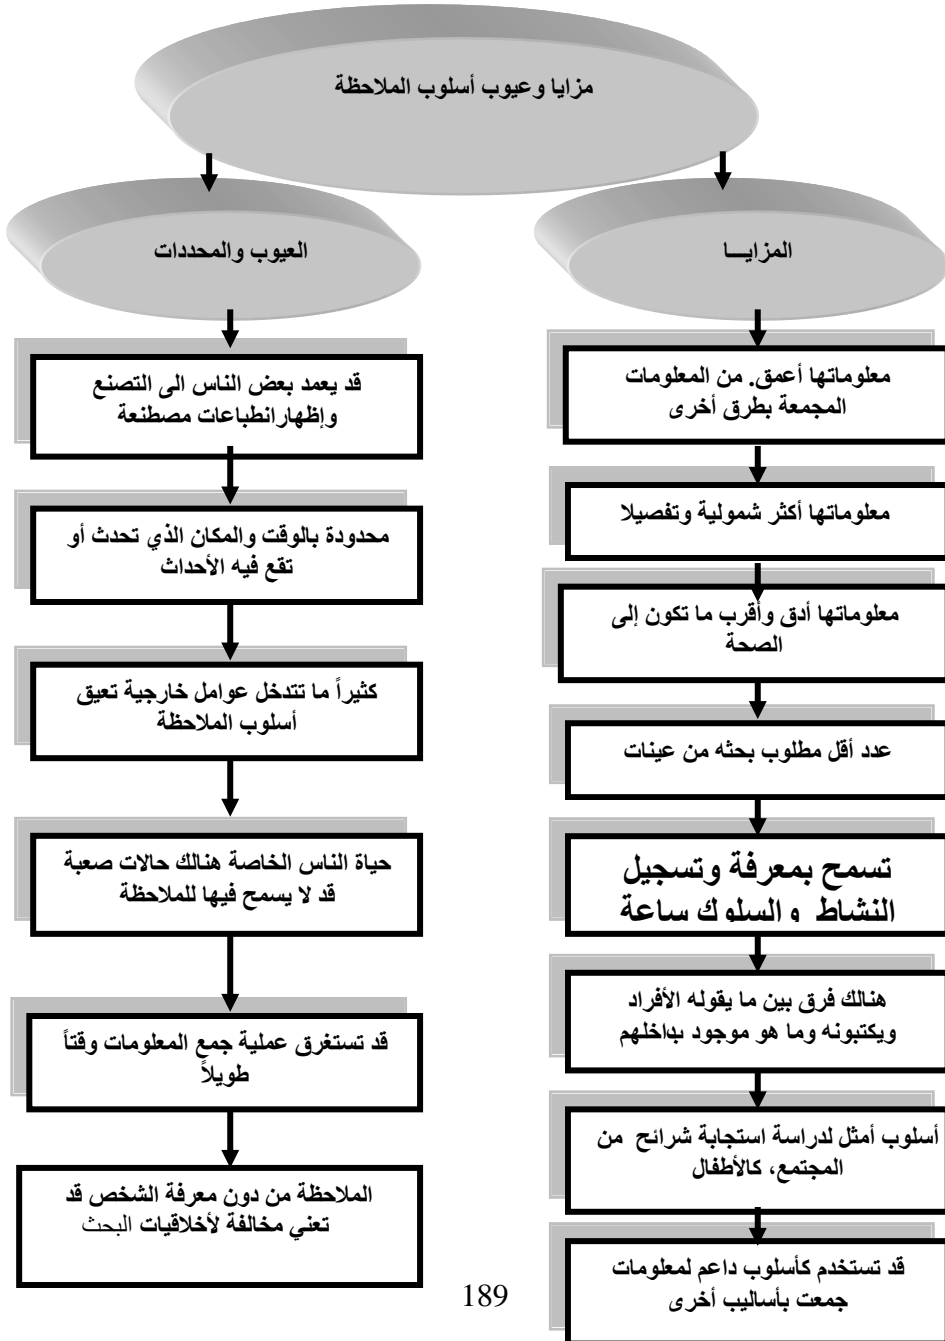 مزايا وعيوب أسلوب الملاحظة
المزايـــا
معلوماتها أعمق. من المعلومات
المجمعة بطرق أخرى
معلوماتها أكثر شمولية وتفصيلا
معلوماتها أدق وأقرب ما تكون إلى
الصحة
عدد أقل مطلوب بحثه من عينات
تسمح بمعرفة وتسجيل
النشاط والسلوك ساعة
هنالك فرق بين ما يقوله الأفراد
ويكتبونه وما هو موجود بداخلهم
أسلوب أمثل لدراسة استجابة شرائح من
المجتمع، كالأطفال
قد تستخدم كأسلوب داعم لمعلومات
جمعت بأساليب أخرى
العيوب والمحددات
قد يعمد بعض الناس الى التصنع
وإظهارانطباعات مصطنعة
محدودة بالوقت والمكان الذي تحدث أو
تقع فيه الأحداث
كثيراً ما تتدخل عوامل خارجية تعيق
أسلوب الملاحظة
حياة الناس الخاصة هنالك حالات صعبة
قد لا يسمح فيها للملاحظة
قد تستغرق عملية جمع المعلومات وقتاً
طويلاً
الملاحظة من دون معرفة الشخص قد
تعني مخالفة لأخلاقيات البحث
189